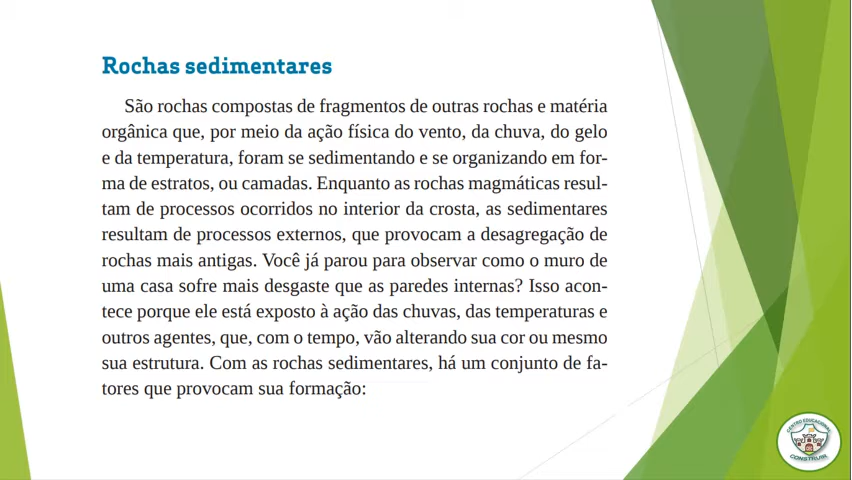 Rochas sedimentares
São rochas compostas de fragmentos de outras rochas e matéria
orgânica que, por meio da ação física do vento, da chuva, do gelo
e da temperatura, foram se sedimentando e se organizando em for-
ma de estratos, ou camadas. Enquanto as rochas magmáticas resul-
tam de processos ocorridos no interior da crosta, as sedimentares
resultam de processos externos, que provocam a desagregação de
rochas mais antigas. Você já parou para observar como o muro de
uma casa sofre mais desgaste que as paredes internas? Isso acon-
tece porque ele está exposto à ação das chuvas, das temperaturas e
outros agentes, que, com o tempo, vão alterando sua cor ou mesmo
sua estrutura. Com as rochas sedimentares, há um conjunto de fa-
tores que provocam sua formação:
CENTRO EDUCACIONAL
CONSTRUIR